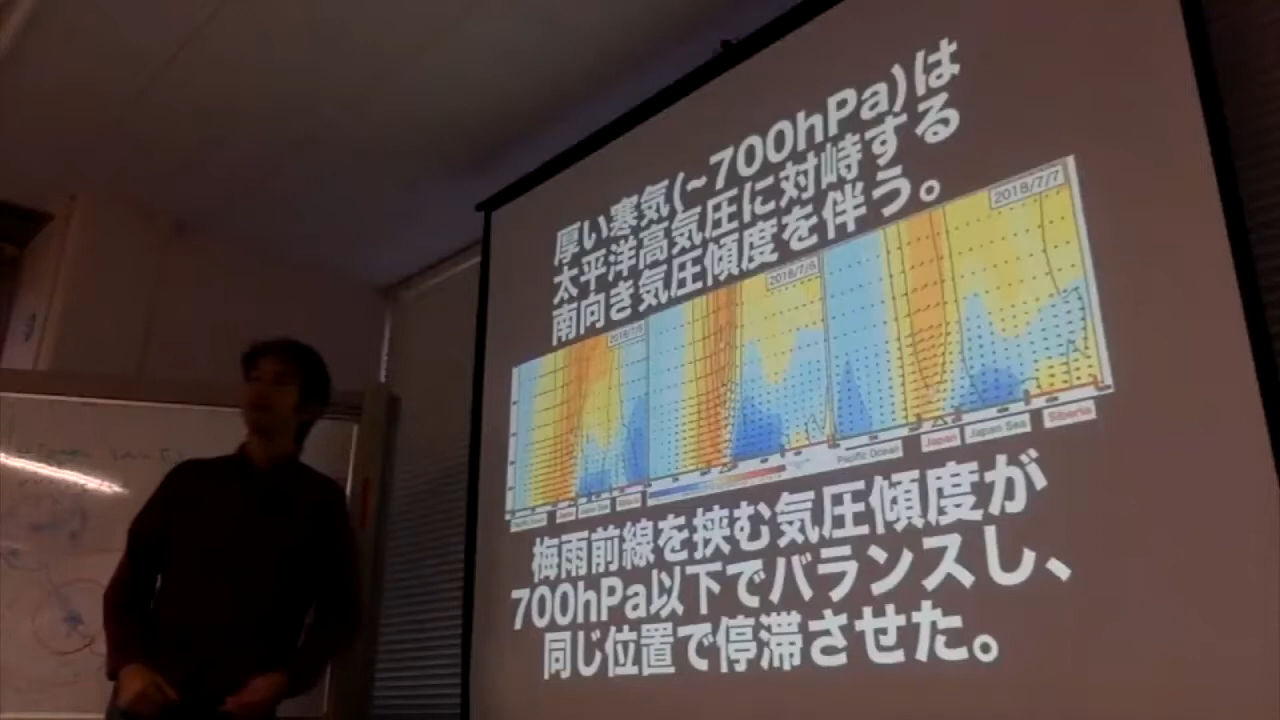 厚い寒気(~700hPa)は
太平洋高気圧に対峙する
南向き気圧傾度を伴う。
2018/7/5
2018/7/6
2018/7/7
Pacific Ocean
Japan
Japan Sea
Siberia
梅雨前線を挟む気圧傾度が
700hPa以下でバランスし、
同じ位置で停滞させた。